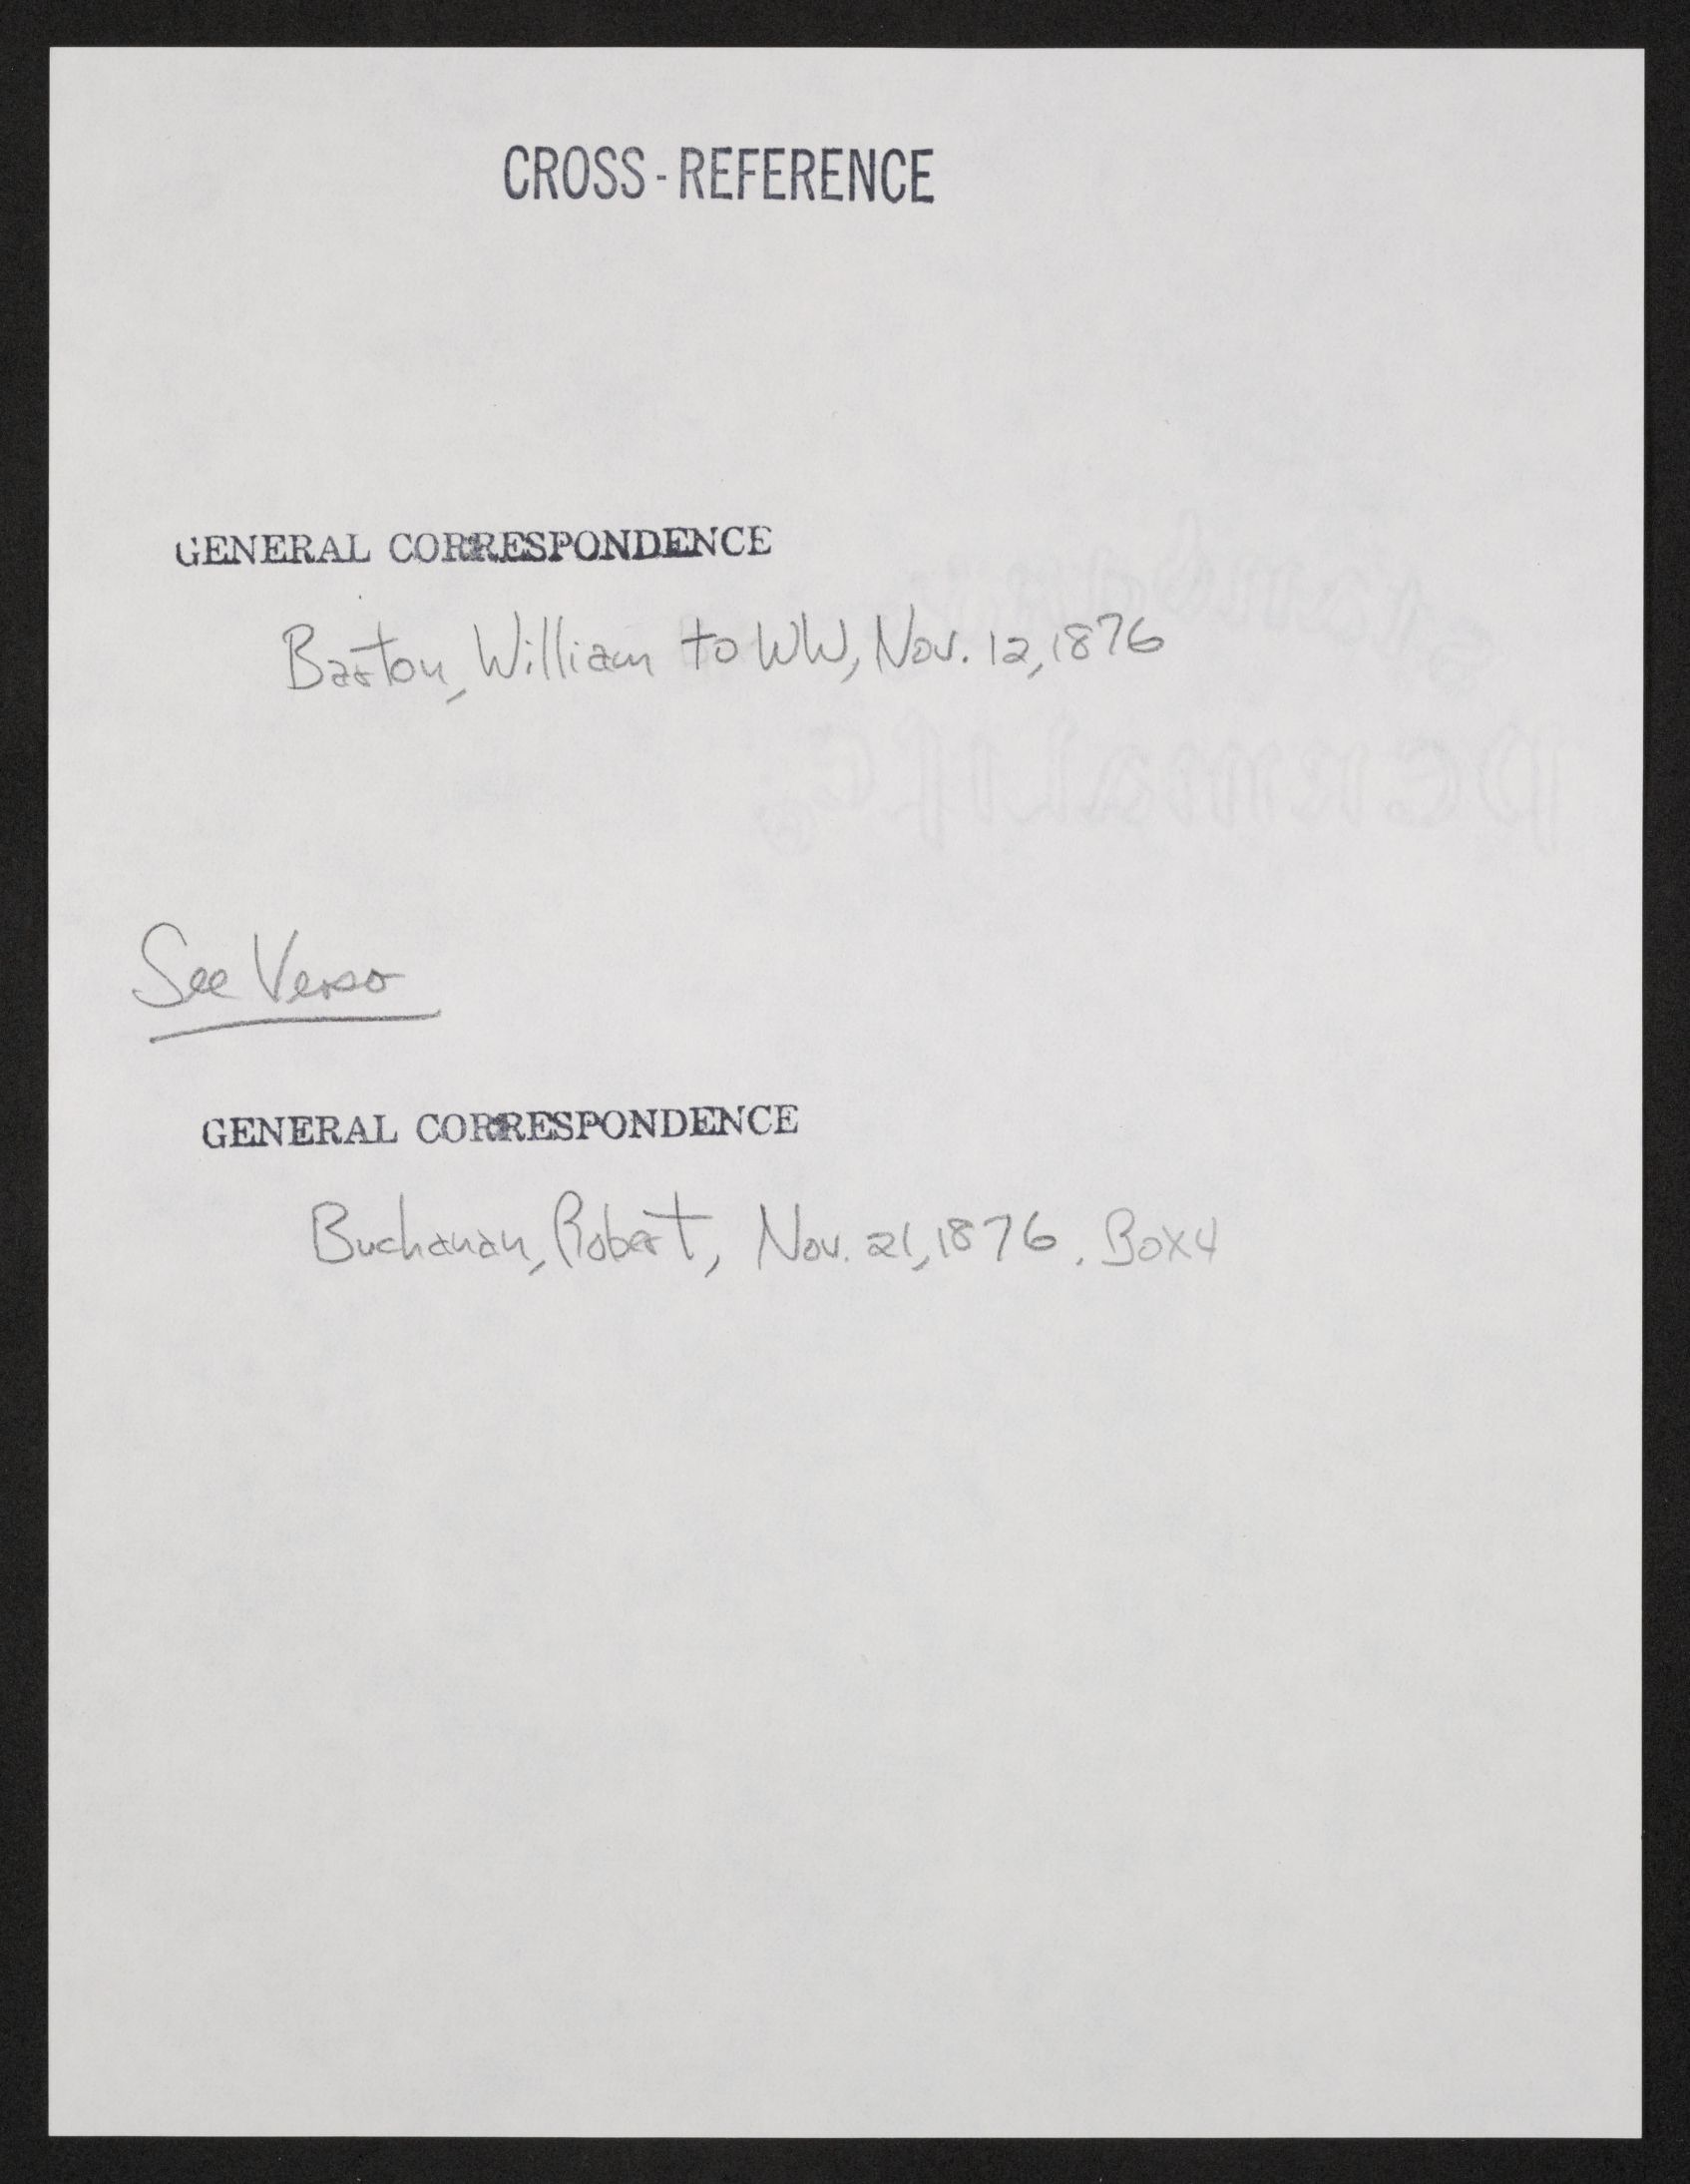 CROSS-REFERENCE
GENERAL CORRESPONDENCE
Barton, William to WW, Nov. 12, 1876
See Verso
GENERAL CORRESPONDENCE
Buchanan, Robert, Nov. 21, 1876. Box 4